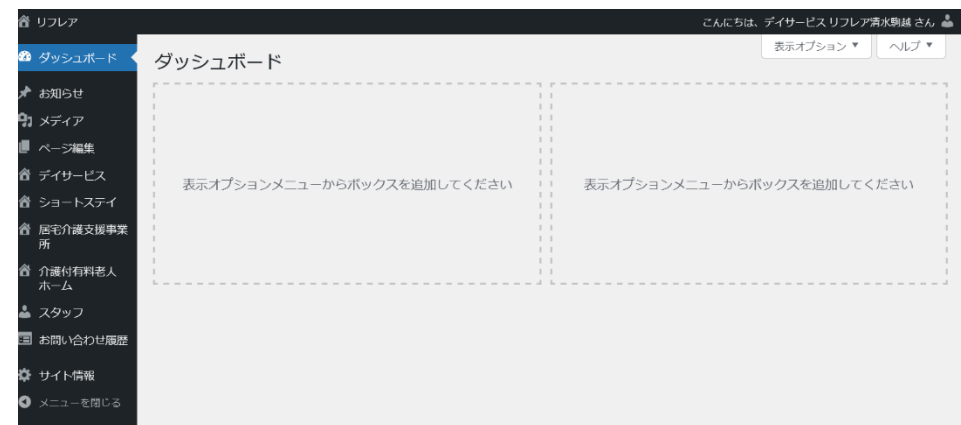 リフレア
こんにちは、デイサービス リフレア清水駒越 さん
ダッシュボード
お知らせ
メディア
ページ編集
デイサービス
ショートステイ
居宅介護支援事業
所
介護付有料老人
ホーム
スタッフ
お問い合わせ履歴
サイト情報
メニューを閉じる
ダッシュボード
表示オプション ▼
ヘルプ ▼
表示オプションメニューからボックスを追加してください
表示オプションメニューからボックスを追加してください